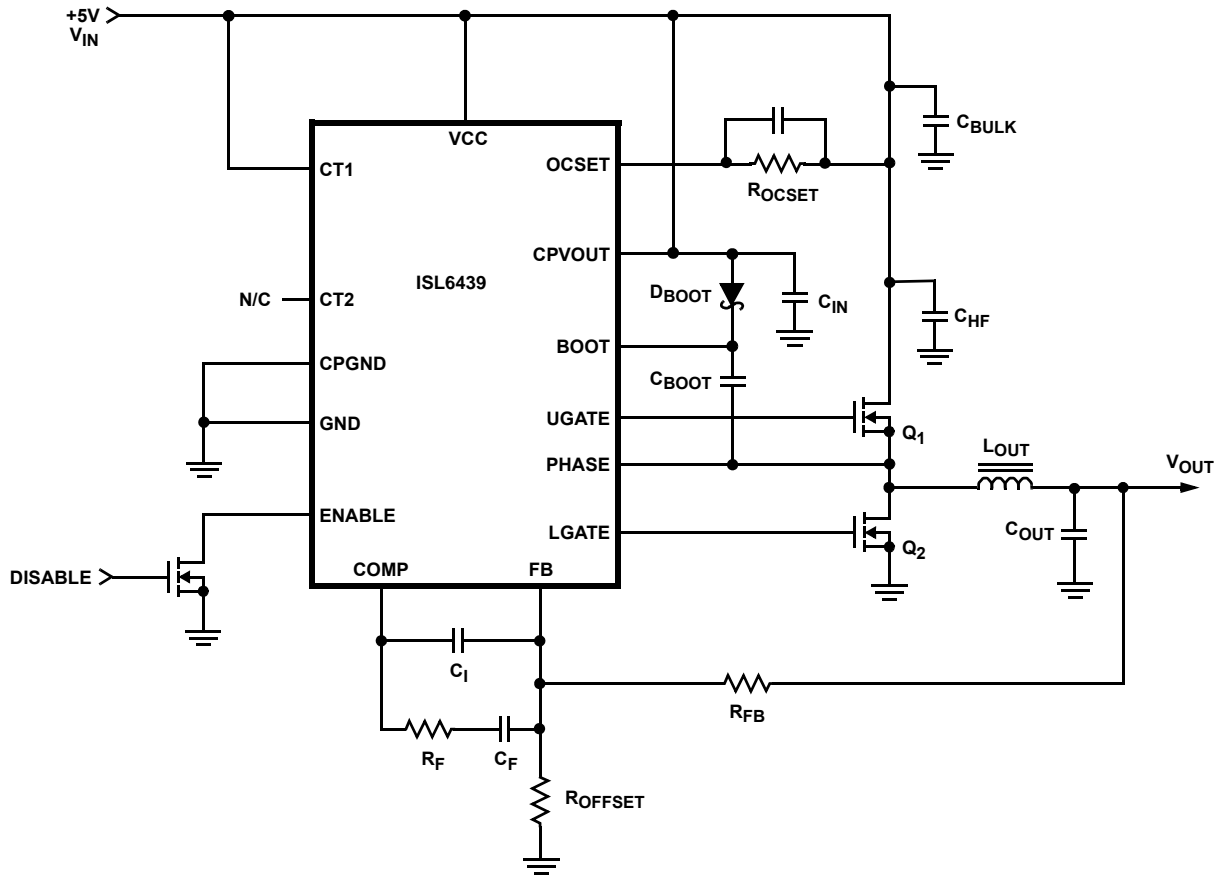 +5V
VIN
VCC
CT1
OCSET
ROCSET
CBULK
CPVOUT
ISL6439
N/C
CT2
DBOOT
CIN
CHF
BOOT
CPGND
CBOOT
GND
UGATE
Q1
PHASE
LOUT
VOUT
ENABLE
LGATE
Q2
COUT
DISABLE
COMP
FB
CI
RFB
RF
CF
ROFFSET